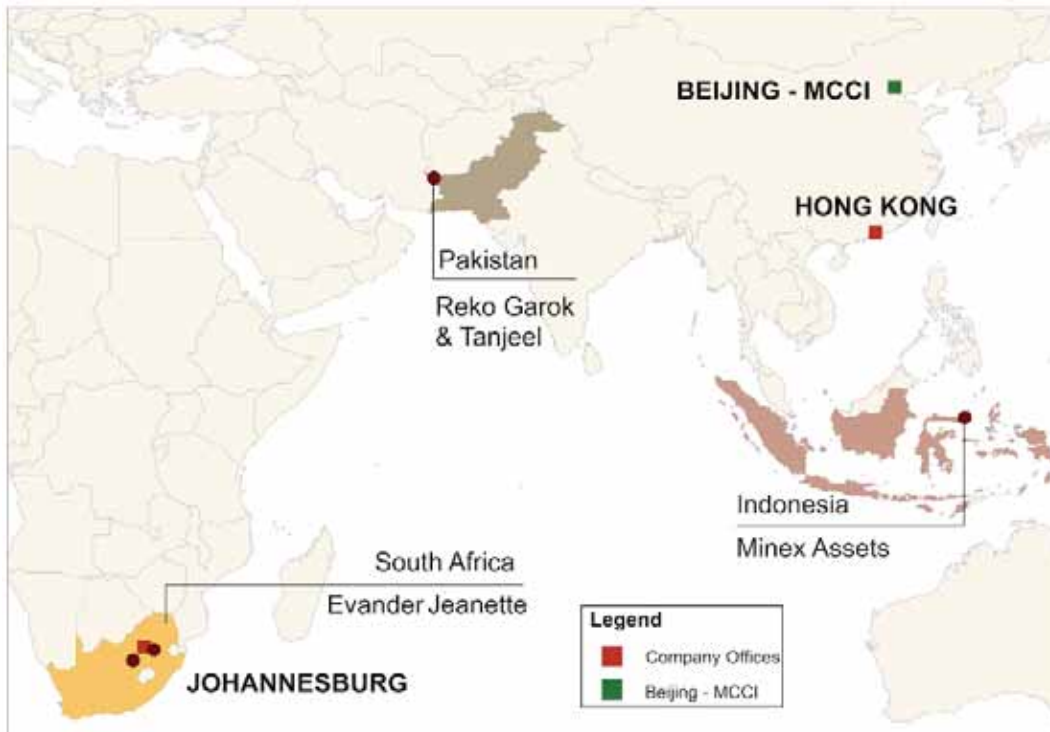 BEIJING - MCCI
HONG KONG
Pakistan
Reko Garok
& Tanjeel
Indonesia
Minex Assets
South Africa
Evander Jeanette
JOHANNESBURG
Legend
Company Offices
Beijing - MCCI